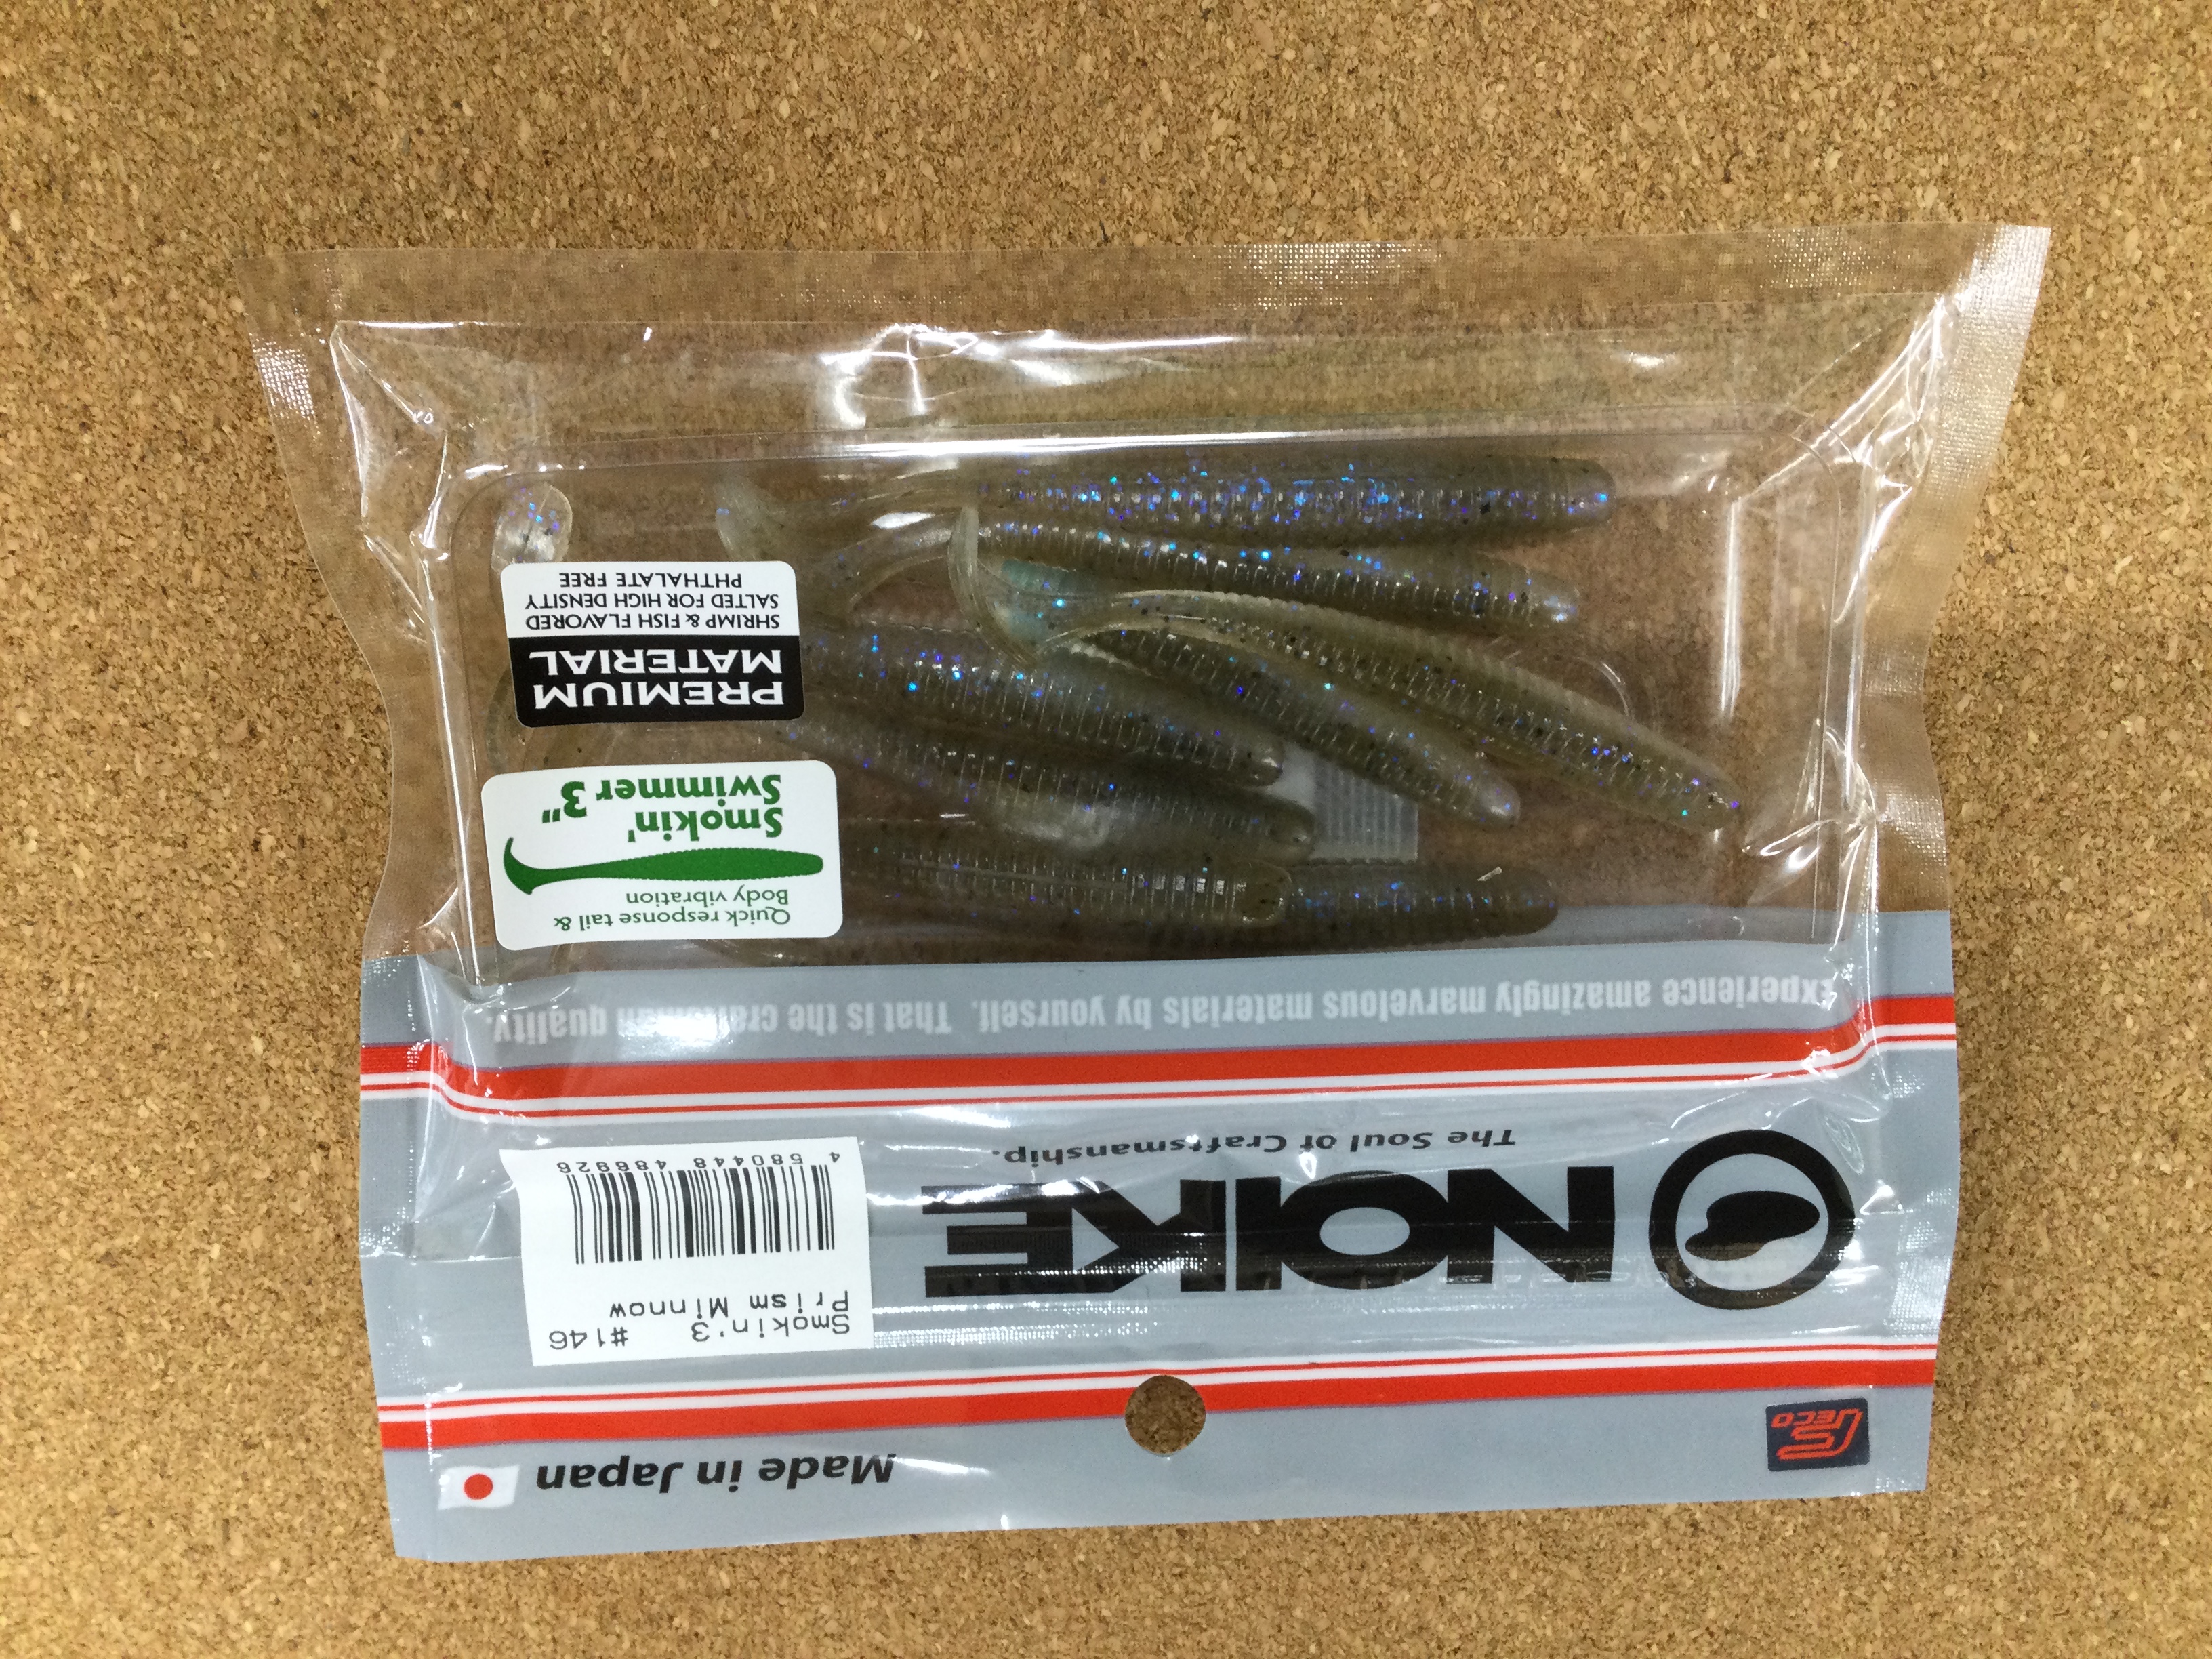 Made in Japan
JECO
Smokin'3 #146
Prism Minnow
4 580448 486926
NOIKE
The Soul of Craftsmanship.
Experience amazingly marvelous materials by yourself. That is the craftsman quality.
Quick response tail &
Body vibration
Smokin'
Swimmer 3"
PREMIUM
MATERIAL
SHRIMP & FISH FLAVORED
SALTED FOR HIGH DENSITY
PHTHALATE FREE